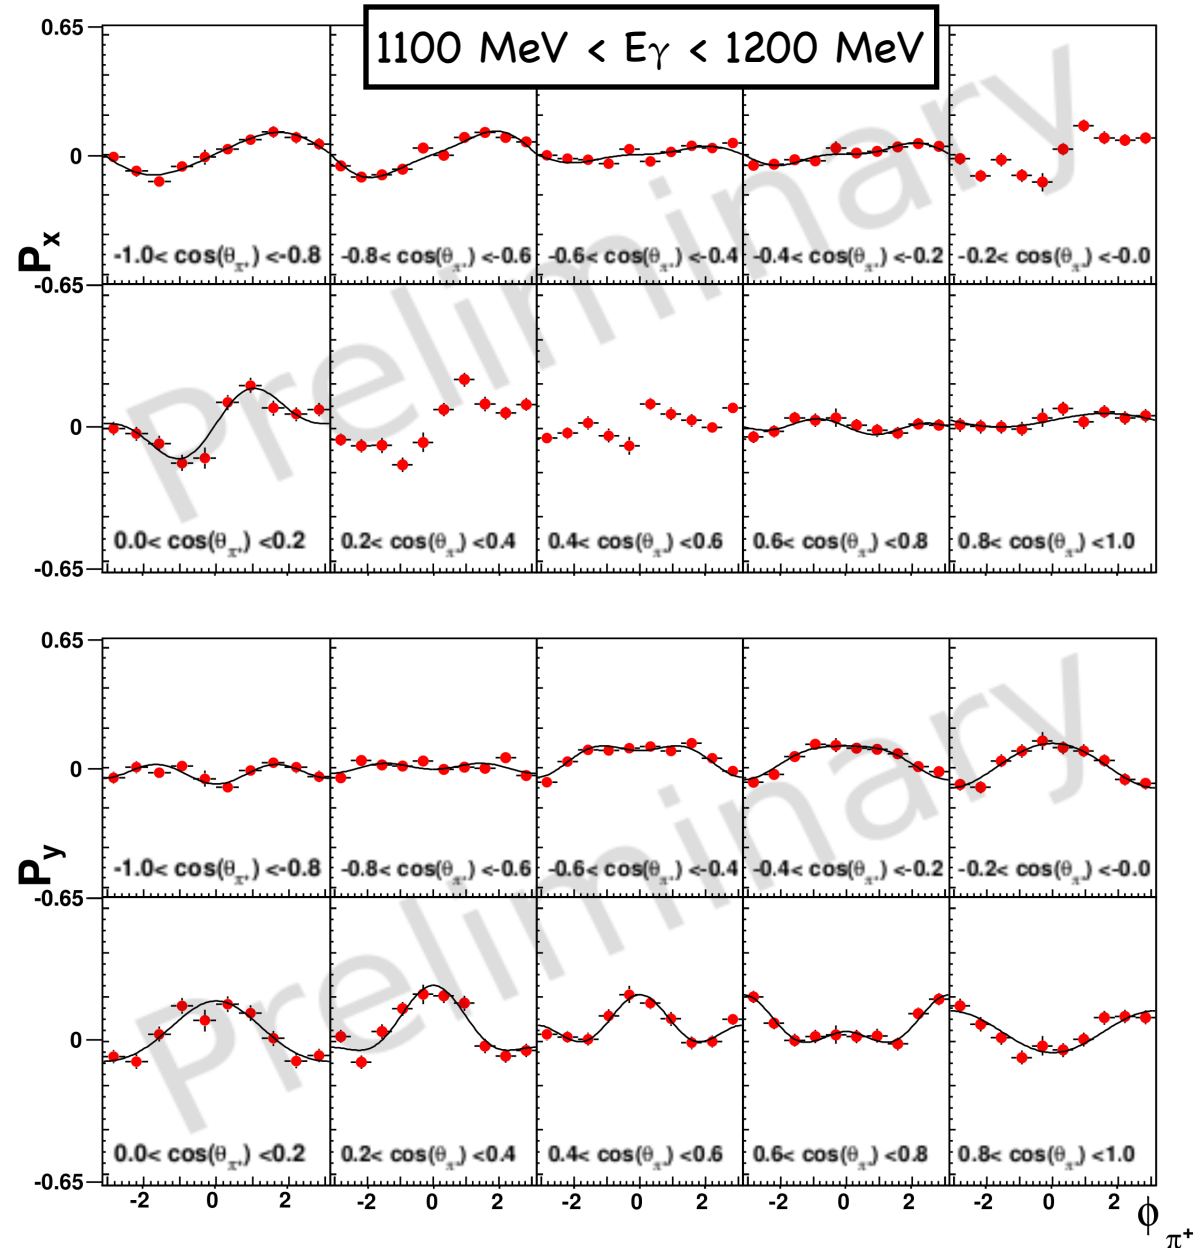 1100 MeV < Eγ < 1200 MeV
0.65
0
-0.65
Px
-1.0< cos(θπ+) <-0.8
-0.8< cos(θπ+) <-0.6
-0.6< cos(θπ+) <-0.4
-0.4< cos(θπ+) <-0.2
-0.2< cos(θπ+) <-0.0
0
-0.65
0.0< cos(θπ+) <0.2
0.2< cos(θπ+) <0.4
0.4< cos(θπ+) <0.6
0.6< cos(θπ+) <0.8
0.8< cos(θπ+) <1.0
Preliminary
0.65
0
-0.65
Py
-1.0< cos(θπ+) <-0.8
-0.8< cos(θπ+) <-0.6
-0.6< cos(θπ+) <-0.4
-0.4< cos(θπ+) <-0.2
-0.2< cos(θπ+) <-0.0
0
-0.65
0.0< cos(θπ+) <0.2
0.2< cos(θπ+) <0.4
0.4< cos(θπ+) <0.6
0.6< cos(θπ+) <0.8
0.8< cos(θπ+) <1.0
Preliminary
-2 0 2 -2 0 2 -2 0 2 -2 0 2 -2 0 2
ϕπ+